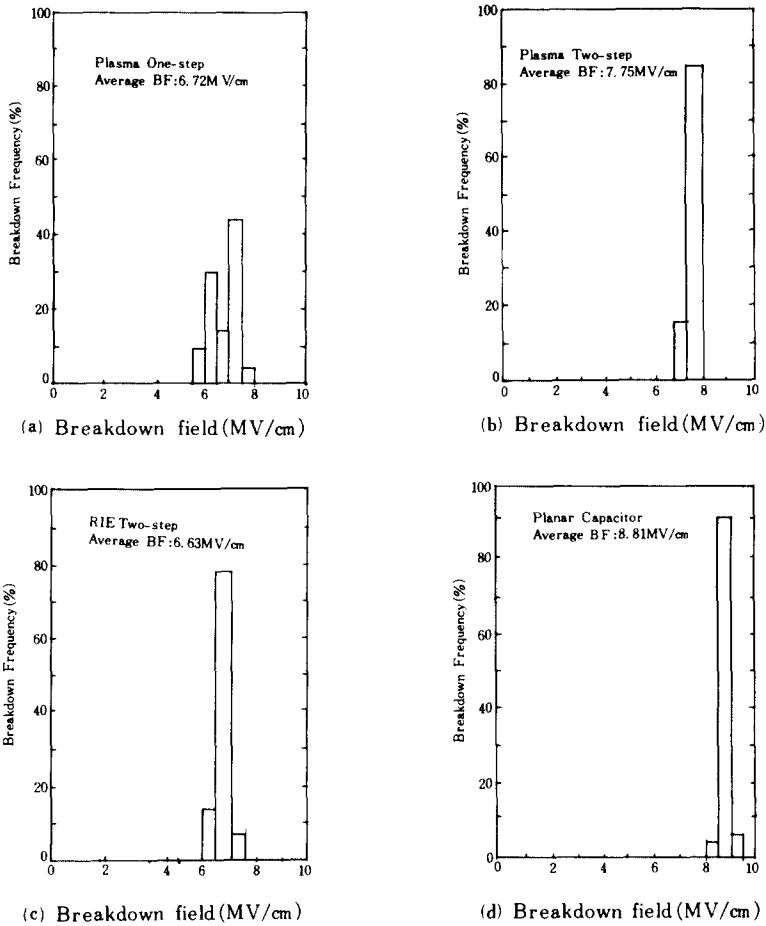 100
80
60
40
20
0
Breakdown Frequency(%)
Plasma One-step
Average BF:6.72M V/cm
0 2 4 6 8 10
(a) Breakdown field(MV/cm)
100
80
60
40
20
0
Breakdown Frequency(%)
Plasma Two-step
Average BF:7.75MV/cm
0 2 4 6 8 10
(b) Breakdown field(MV/cm)
100
80
60
40
20
0
Breakdown Frequency(%)
RIE Two-step
Average BF:6.63MV/cm
0 2 4 6 8 10
(c) Breakdown field(MV/cm)
100
80
60
40
20
0
Breakdown Frequency(%)
Planar Capacitor
Average BF:8.81MV/cm
0 2 4 6 8 10
(d) Breakdown field(MV/cm)